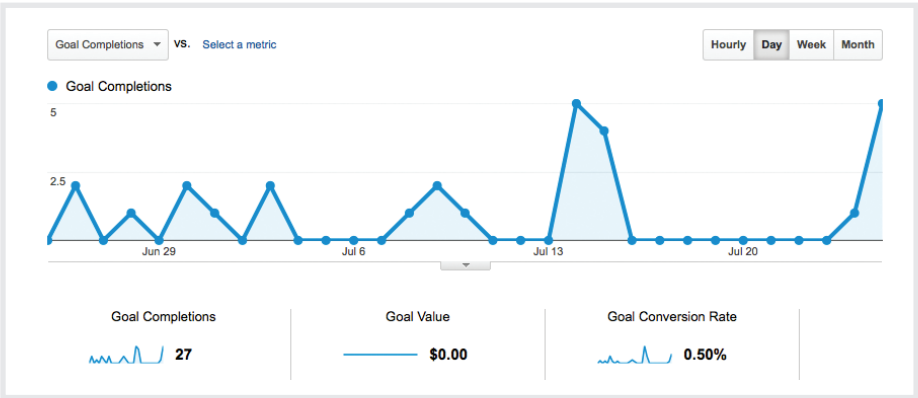 Goal Completions VS. Select a metric Hourly Day Week Month
Goal Completions
5
2.5
Jun 29 Jul 6 Jul 13 Jul 20
Goal Completions Goal Value Goal Conversion Rate
27 $0.00 0.50%